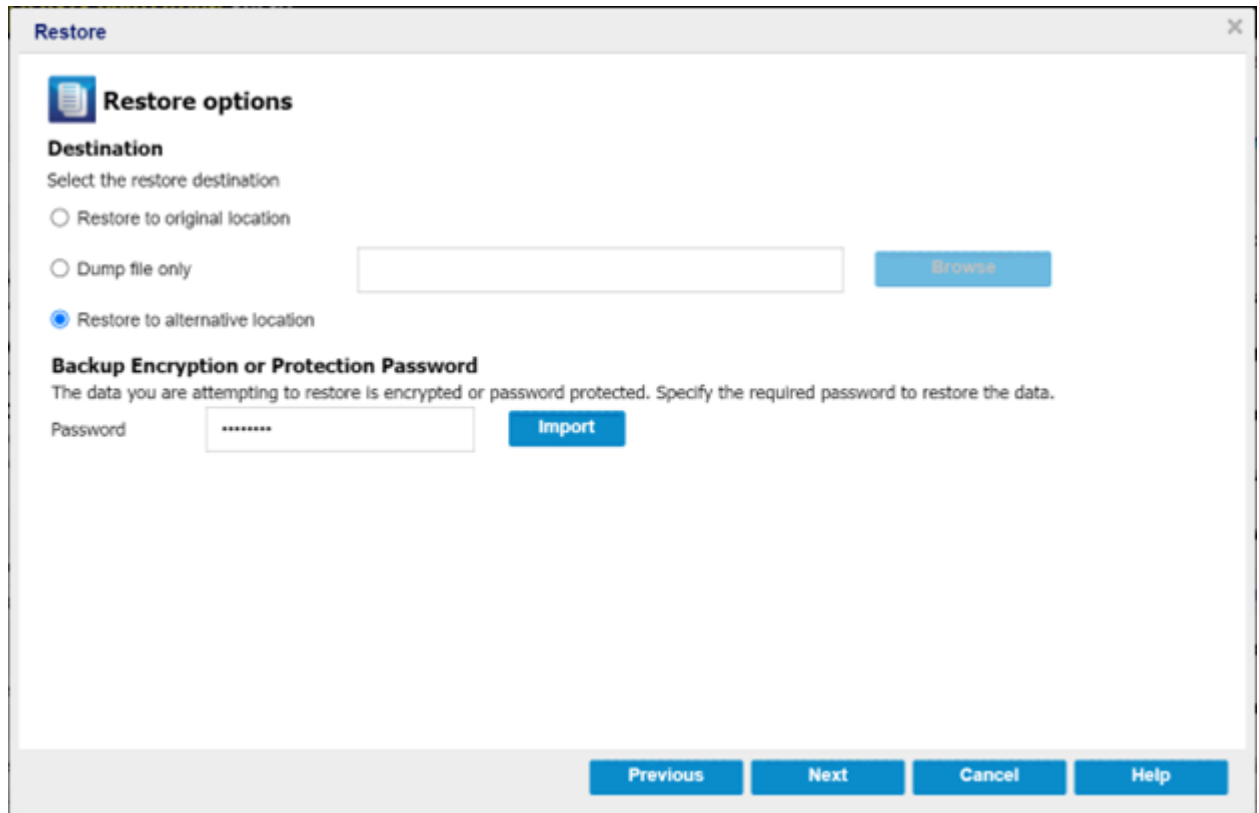 Restore
Restore options
Destination
Select the restore destination
Restore to original location
Dump file only Browse
Restore to alternative location
Backup Encryption or Protection Password
The data you are attempting to restore is encrypted or password protected. Specify the required password to restore the data.
Password •••••••• Import
Previous Next Cancel Help